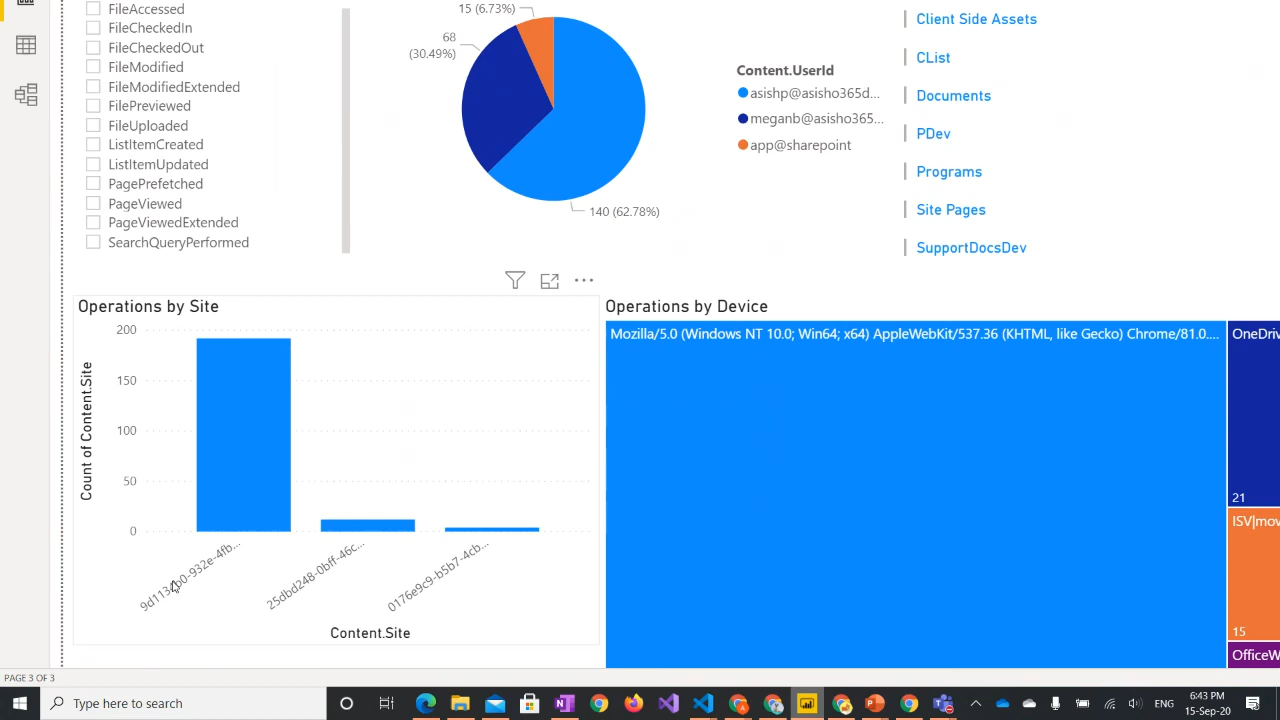 FileAccessed
FileCheckedIn
FileCheckedOut
FileModified
FileModifiedExtended
FilePreviewed
FileUploaded
ListItemCreated
ListItemUpdated
PagePrefetched
PageViewed
PageViewedExtended
SearchQueryPerformed
15 (6.73%)
68
(30.49%)
140 (62.78%)
Content.UserId
asishp@asisho365d...
meganb@asisho365...
app@sharepoint
Client Side Assets
CList
Documents
PDev
Programs
Site Pages
SupportDocsDev
Operations by Site
Count of Content.Site
200
150
100
50
0
25dbd248-0bff-46c...
0176e9c9-b5b7-4cb...
Content.Site
Operations by Device
Mozilla/5.0 (Windows NT 10.0; Win64; x64) AppleWebKit/537.36 (KHTML, like Gecko) Chrome/81.0....
OneDriv
21
ISV|mov
15
OfficeW
PAGE 3 OF 3
Type here to search
ENG
6:43 PM
15-Sep-20